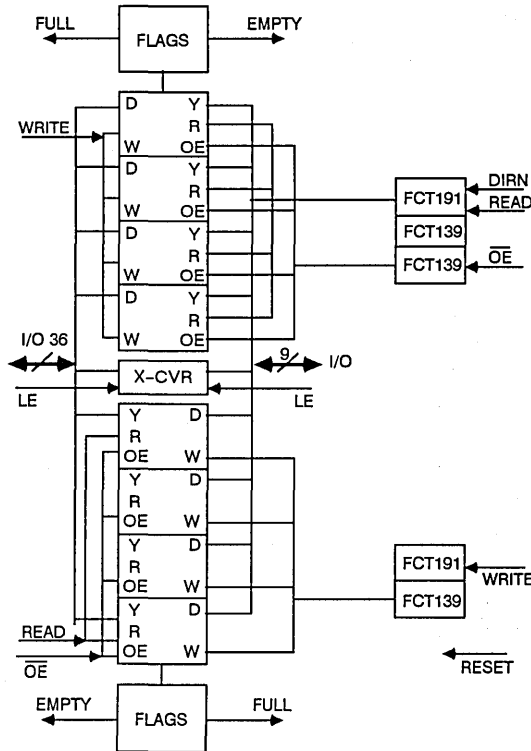 FULL FLAGS EMPTY
D Y
R
WRITE W OE
D Y
R DIRN
W OE FCT191 READ
D Y FCT139
R
W OE FCT139 OE
D Y
R
W OE
I/O 36 9 I/O
X-CVR
LE LE
Y D
R
OE W
Y D
R
OE W
Y D
R FCT191
OE W WRITE
Y D FCT139
READ R
OE OE W
RESET
EMPTY FLAGS FULL